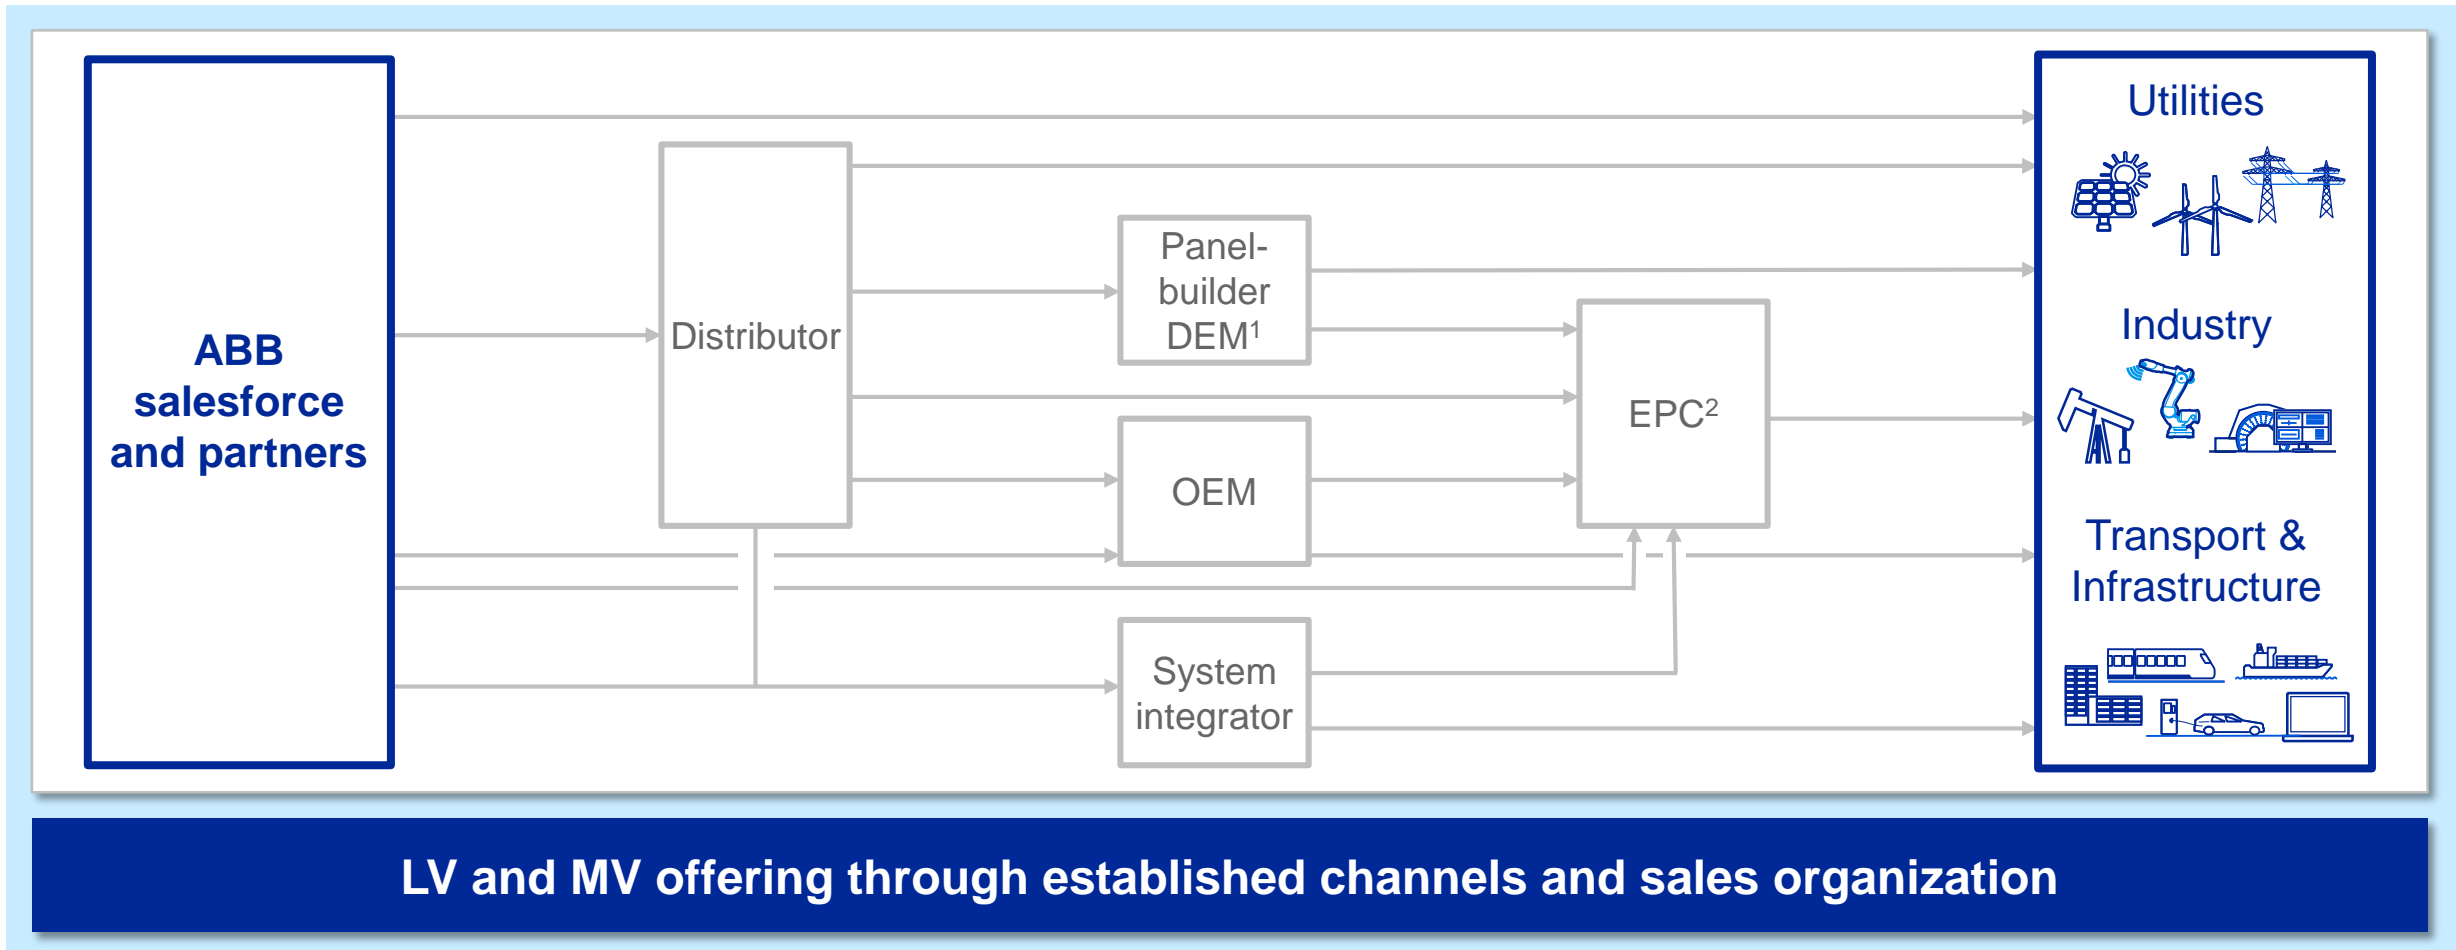 ABB
salesforce
and partners
Distributor
Panel-
builder
DEM¹
OEM
System
integrator
EPC²
Utilities
Industry
Transport &
Infrastructure
LV and MV offering through established channels and sales organization